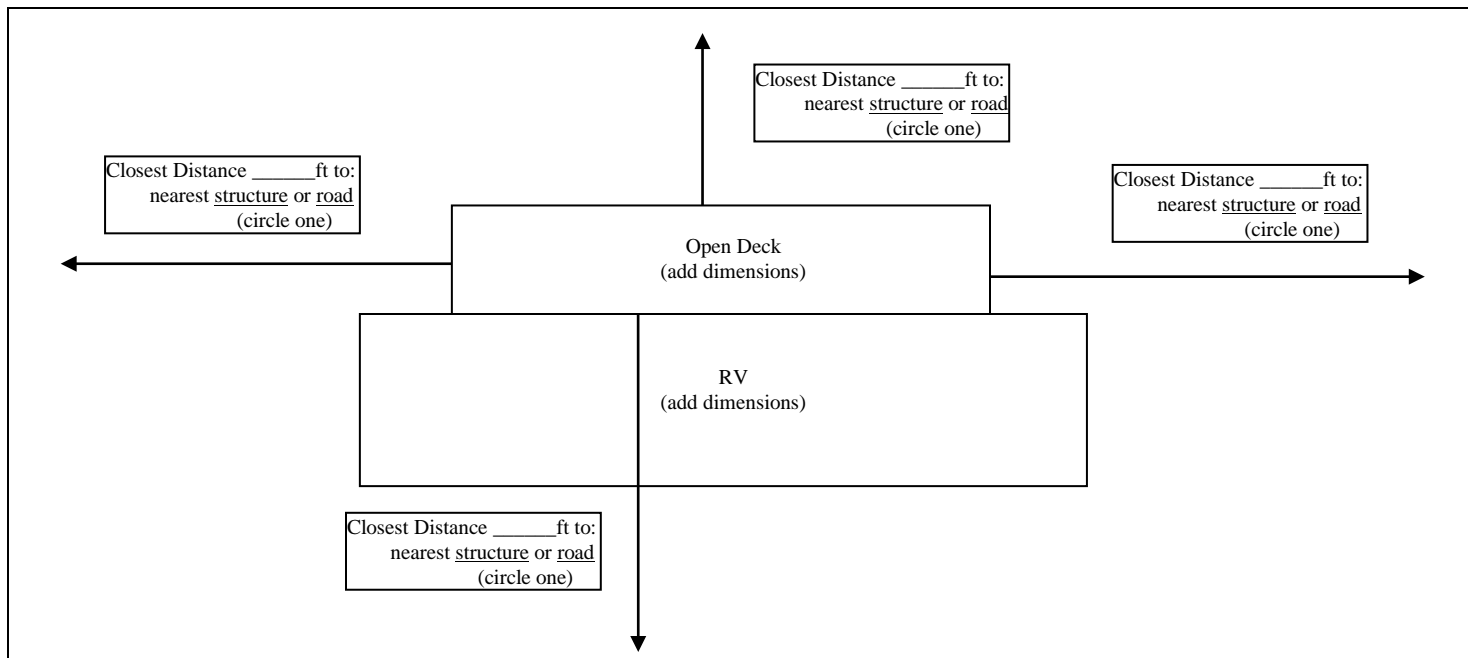 Closest Distance ______ft to:
nearest structure or road
(circle one)
Closest Distance ______ft to:
nearest structure or road
(circle one)
Closest Distance ______ft to:
nearest structure or road
(circle one)
Open Deck
(add dimensions)
RV
(add dimensions)
Closest Distance ______ft to:
nearest structure or road
(circle one)